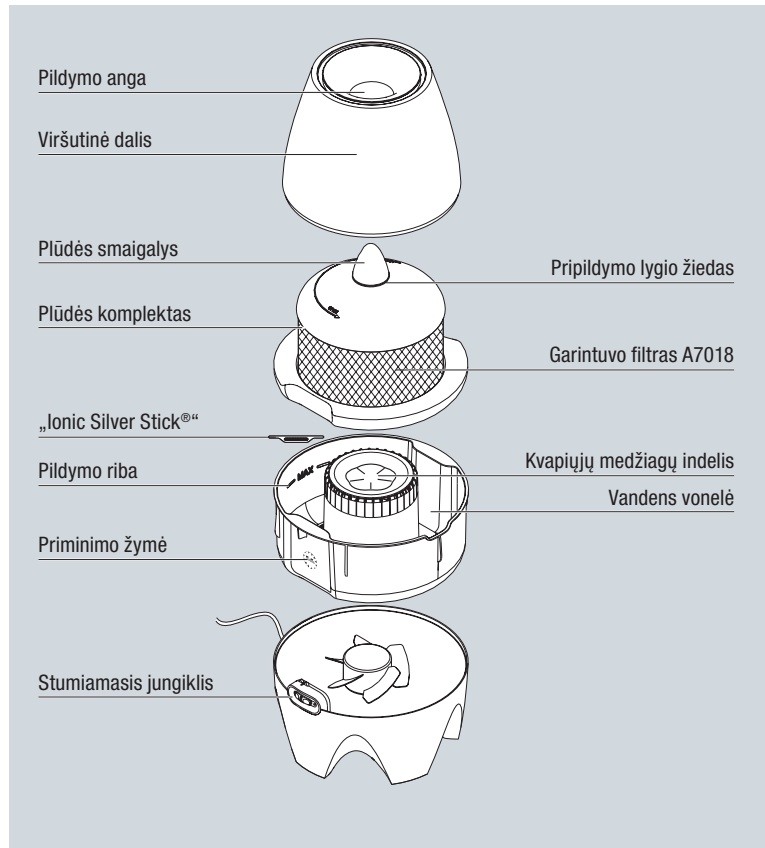 Pildymo anga
Viršutinė dalis
Plūdės smaigalys
Pripildymo lygio žiedas
Plūdės komplektas
Garintuvo filtras A7018
„Ionic Silver Stick®“
Kvapiųjų medžiagų indelis
Pildymo riba
MAX
Vandens vonelė
Priminimo žymė
Stumiamasis jungiklis